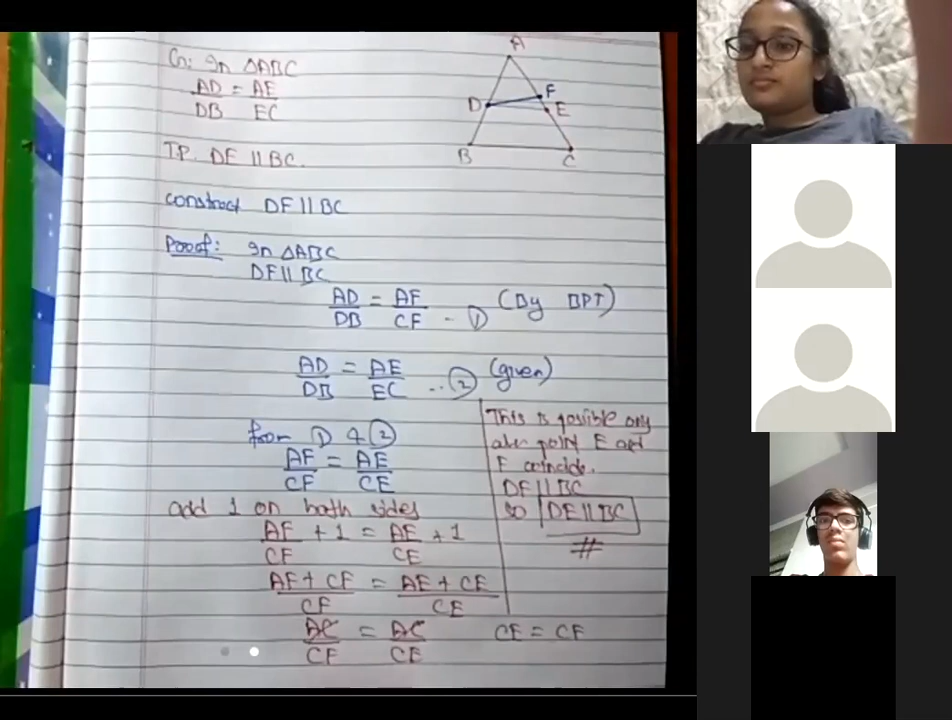 G: In △ABC
AD = AE
DB EC
T.P. DE || BC.
construct DF || BC
Proof: In △ABC
DF || BC
AD = AF
DB CF - ① (By BPT)
AD = AE
DB EC ..② (given)
from ① & ②
AF = AE
CF CE
add 1 on both sides
AF + 1 = AE + 1
CF CE
AF + CF = AE + CE
CF CE
AC = AC
CF CE
CE = CF
This is possible only
when point E and
F coincide.
DF || BC
so DE || BC
#
A
D
F
E
B
C